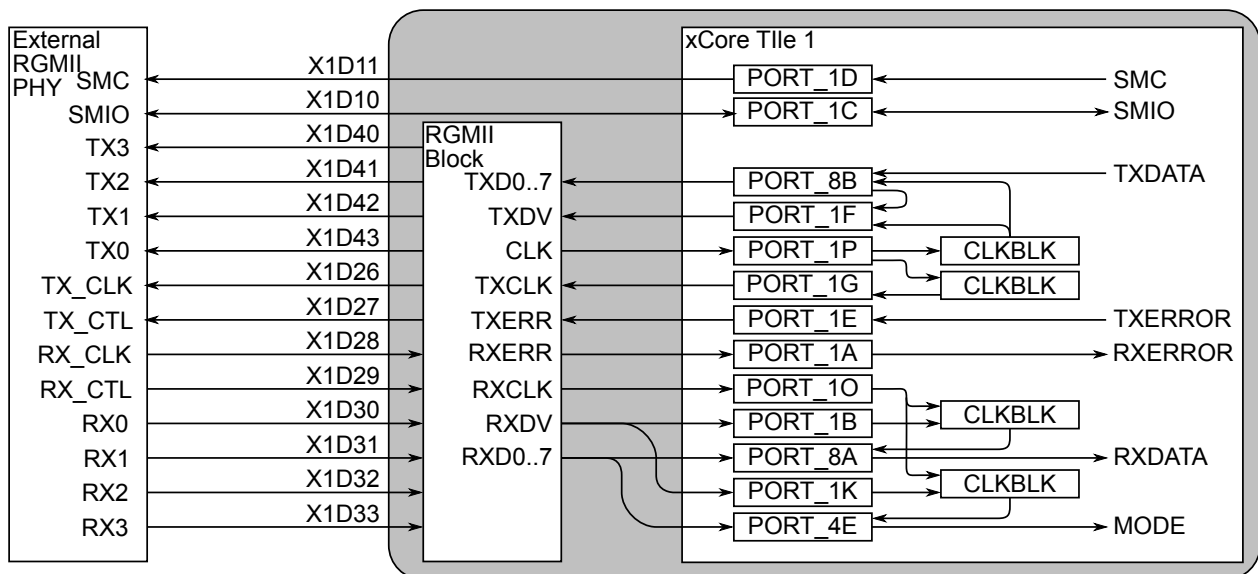 External
RGMII
PHY
SMC
SMIO
TX3
TX2
TX1
TX0
TX_CLK
TX_CTL
RX_CLK
RX_CTL
RX0
RX1
RX2
RX3
X1D11
X1D10
X1D40
X1D41
X1D42
X1D43
X1D26
X1D27
X1D28
X1D29
X1D30
X1D31
X1D32
X1D33
RGMII
Block
TXD0..7
TXDV
CLK
TXCLK
TXERR
RXERR
RXCLK
RXDV
RXD0..7
xCore TIle 1
PORT_1D
PORT_1C
PORT_8B
PORT_1F
PORT_1P
PORT_1G
PORT_1E
PORT_1A
PORT_1O
PORT_1B
PORT_8A
PORT_1K
PORT_4E
CLKBLK
CLKBLK
CLKBLK
CLKBLK
SMC
SMIO
TXDATA
TXERROR
RXERROR
RXDATA
MODE